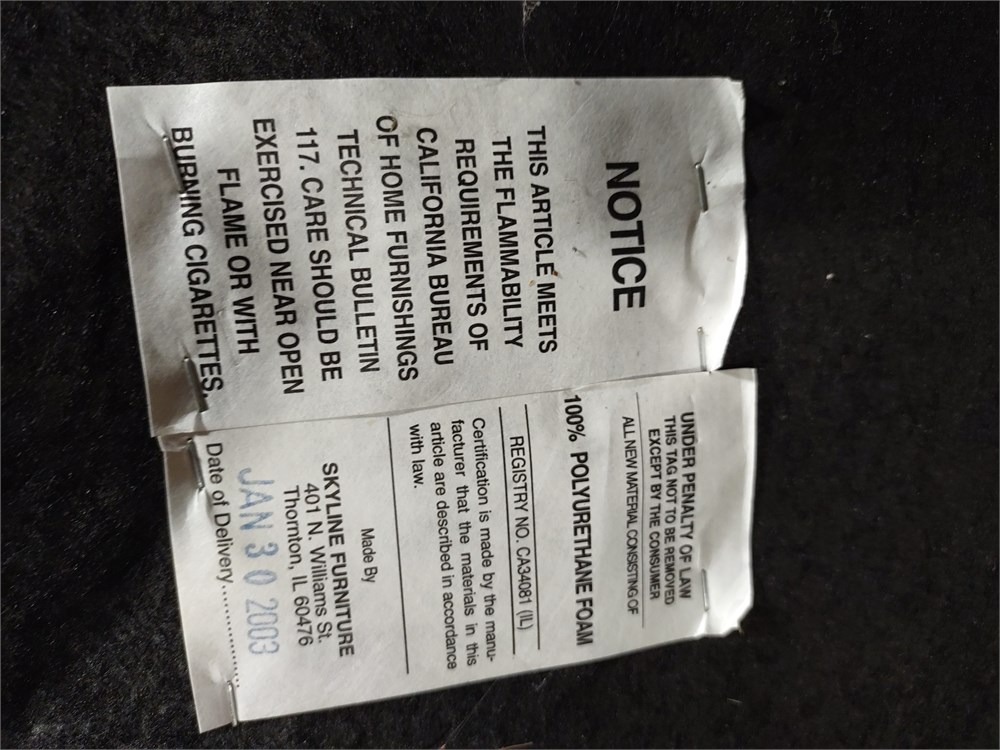 NOTICE
THIS ARTICLE MEETS
THE FLAMMABILITY
REQUIREMENTS OF
CALIFORNIA BUREAU
OF HOME FURNISHINGS
TECHNICAL BULLETIN
117. CARE SHOULD BE
EXERCISED NEAR OPEN
FLAME OR WITH
BURNING CIGARETTES.
UNDER PENALTY OF LAW
THIS TAG NOT TO BE REMOVED
EXCEPT BY THE CONSUMER
ALL NEW MATERIAL CONSISTING OF
100% POLYURETHANE FOAM
REGISTRY NO. CA34081 (IL)
Certification is made by the manu-
facturer that the materials in this
article are described in accordance
with law.
Made By
SKYLINE FURNITURE
401 N. Williams St.
Thornton, IL 60476
Date of Delivery...............
JAN 30 2003